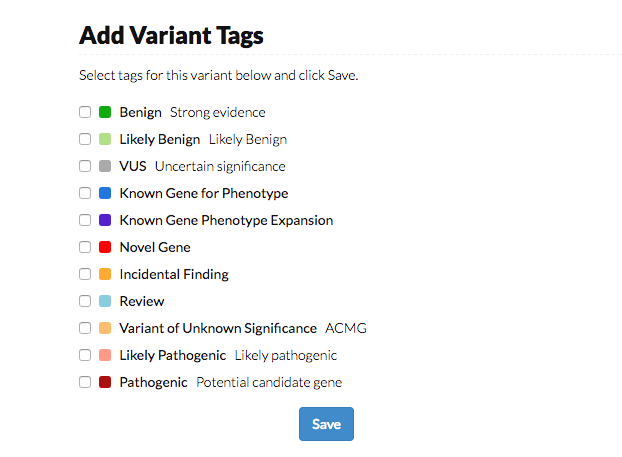 Add Variant Tags
Select tags for this variant below and click Save.
Benign Strong evidence
Likely Benign Likely Benign
VUS Uncertain significance
Known Gene for Phenotype
Known Gene Phenotype Expansion
Novel Gene
Incidental Finding
Review
Variant of Unknown Significance ACMG
Likely Pathogenic Likely pathogenic
Pathogenic Potential candidate gene
Save